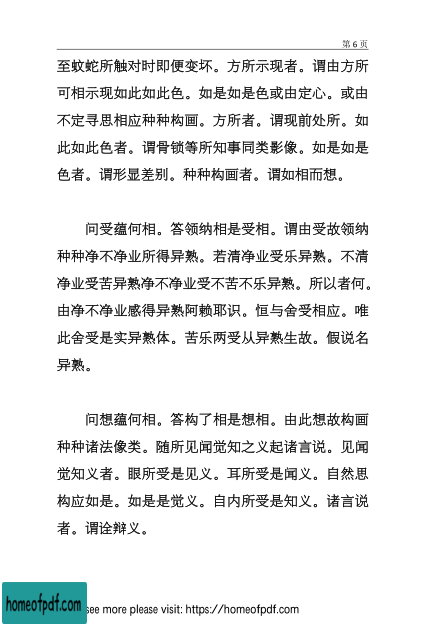 第 6 页
至蚊蛇所触对时即便变坏。方所示现者。谓由方所
可相示现如此如此色。如是如是色或由定心。或由
不定寻思相应种种构画。方所者。谓现前处所。如
此如此色者。谓骨锁等所知事同类影像。如是如是
色者。谓形显差别。种种构画者。谓如相而想。
问受蕴何相。答领纳相是受相。谓由受故领纳
种种净不净业所得异熟。若清净业受乐异熟。不清
净业受苦异熟净不净业受不苦不乐异熟。所以者何。
由净不净业感得异熟阿赖耶识。恒与舍受相应。唯
此舍受是实异熟体。苦乐两受从异熟生故。假说名
异熟。
问想蕴何相。答构了相是想相。由此想故构画
种种诸法像类。随所见闻觉知之义起诸言说。见闻
觉知义者。眼所受是见义。耳所受是闻义。自然思
构应如是。如是是觉义。自内所受是知义。诸言说
者。谓诠辩义。
homeofpdf.com
see more please visit: https://homeofpdf.com